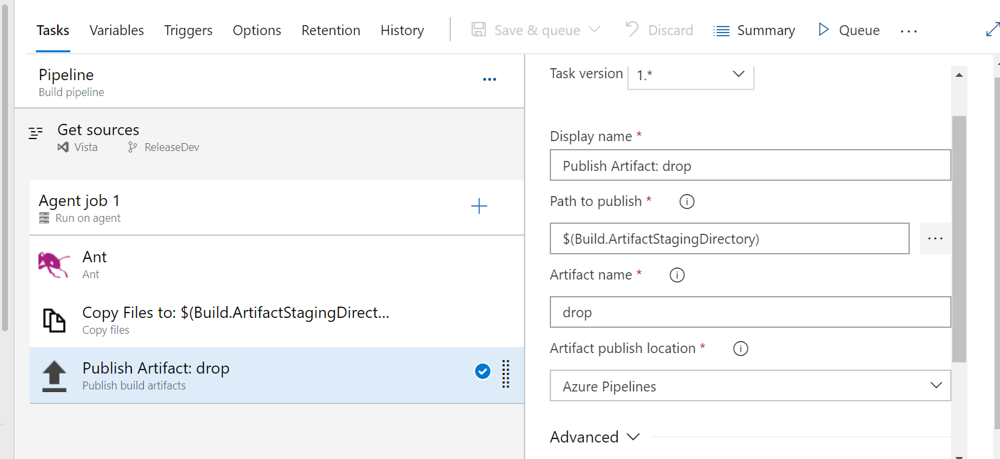 Tasks Variables Triggers Options Retention History Save & queue Discard Summary Queue ...
Pipeline
Build pipeline
...
Get sources
Vista ReleaseDev
Agent job 1
Run on agent
Ant
Ant
Copy Files to: $(Build.ArtifactStagingDirect...
Copy files
Publish Artifact: drop
Publish build artifacts
Task version 1.*
Display name *
Publish Artifact: drop
Path to publish *
$(Build.ArtifactStagingDirectory) ...
Artifact name *
drop
Artifact publish location *
Azure Pipelines
Advanced